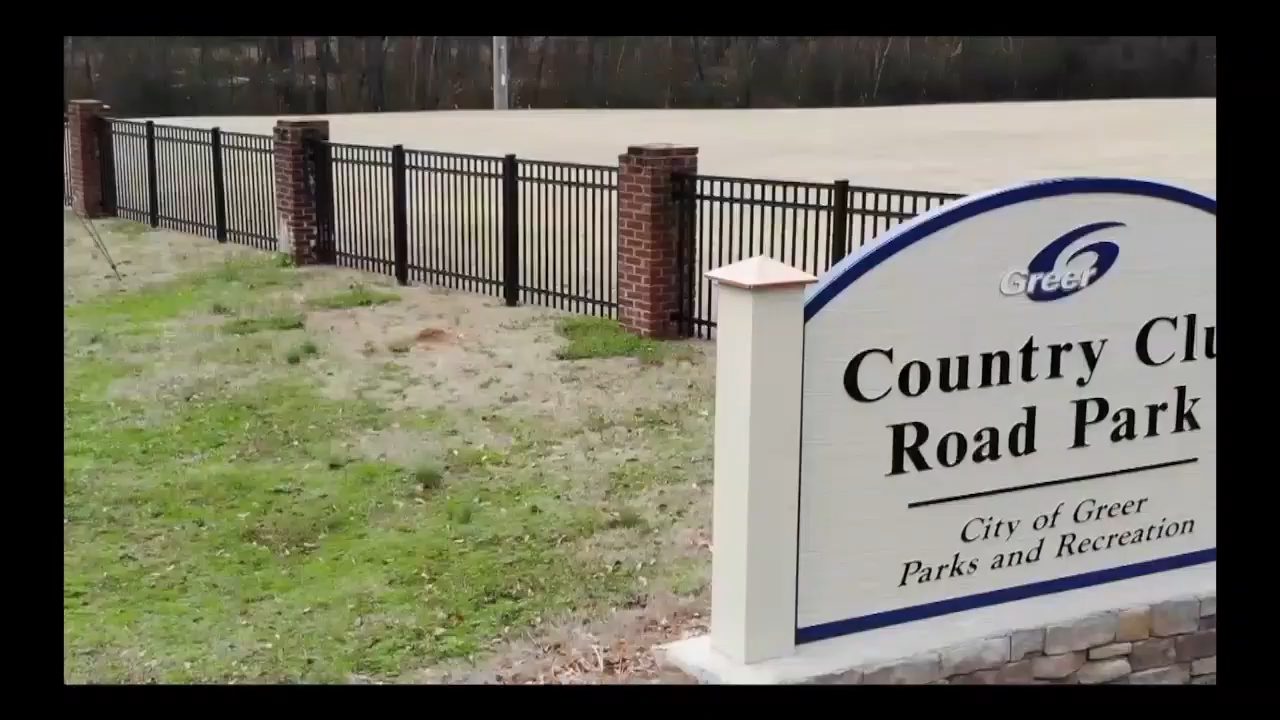 Greer
Country Clu
Road Park
City of Greer
Parks and Recreation